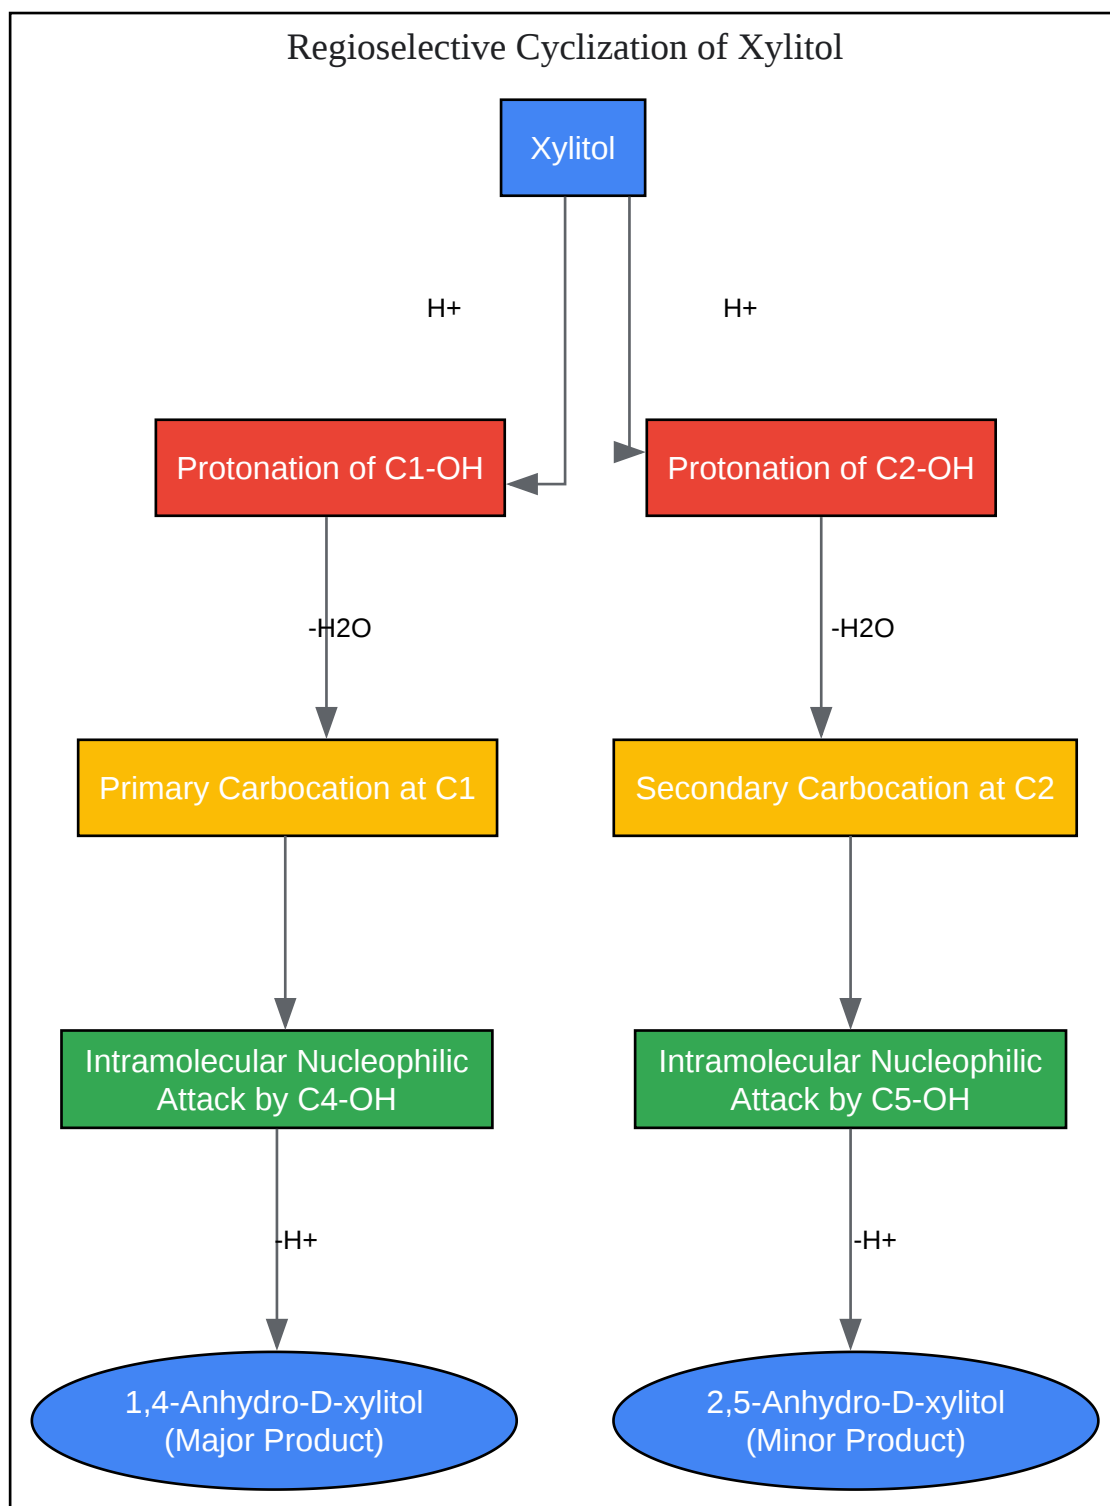 Regioselective Cyclization of Xylitol
Xylitol
H+
H+
Protonation of C1-OH
Protonation of C2-OH
-H2O
-H2O
Primary Carbocation at C1
Secondary Carbocation at C2
Intramolecular Nucleophilic
Attack by C4-OH
Intramolecular Nucleophilic
Attack by C5-OH
-H+
-H+
1,4-Anhydro-D-xylitol
(Major Product)
2,5-Anhydro-D-xylitol
(Minor Product)